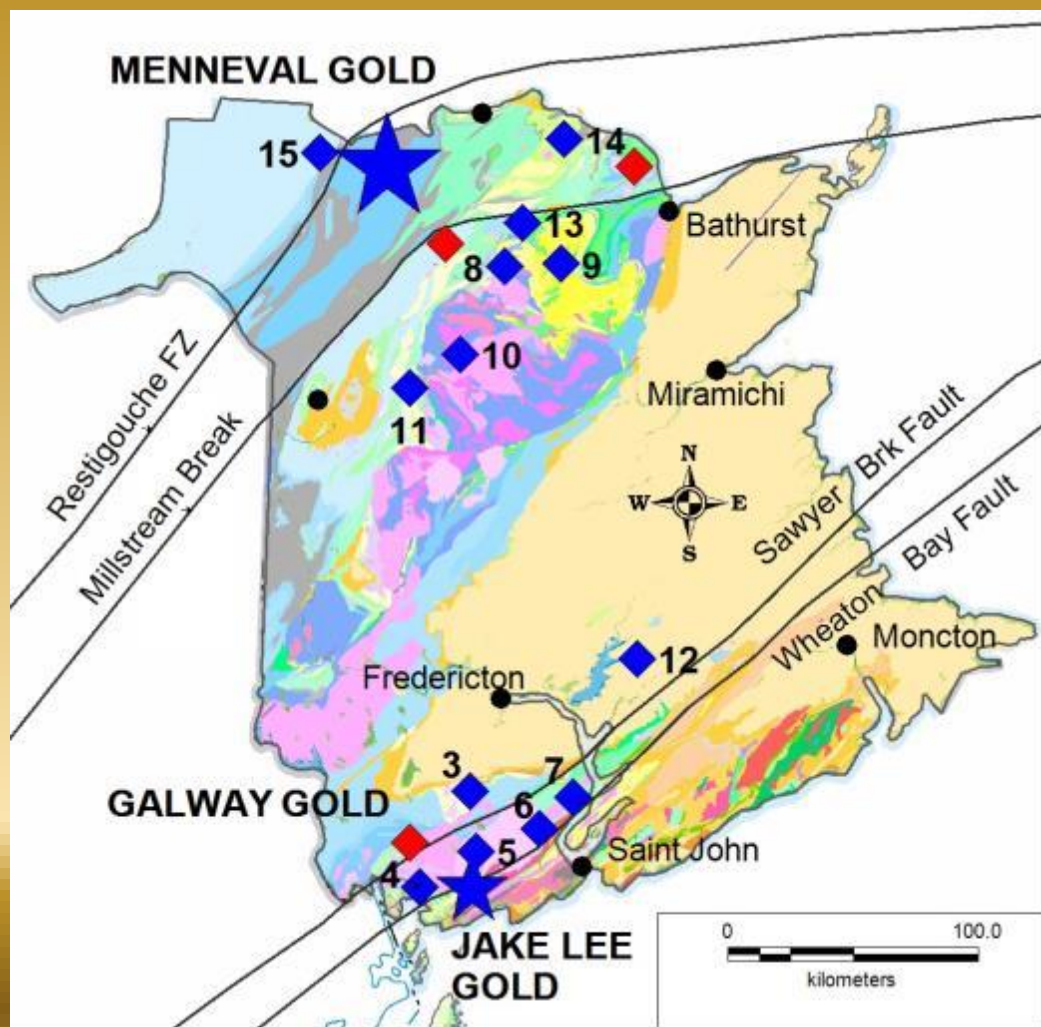 MENNEVAL GOLD
15
14
13
Bathurst
8
9
10
Restigouche FZ
Miramichi
11
Millstream Break
N
W
E
S
Sawyer Brk Fault
Wheaton Bay Fault
12
Moncton
Fredericton
3
7
GALWAY GOLD
6
5
Saint John
4
JAKE LEE
GOLD
0
100.0
kilometers